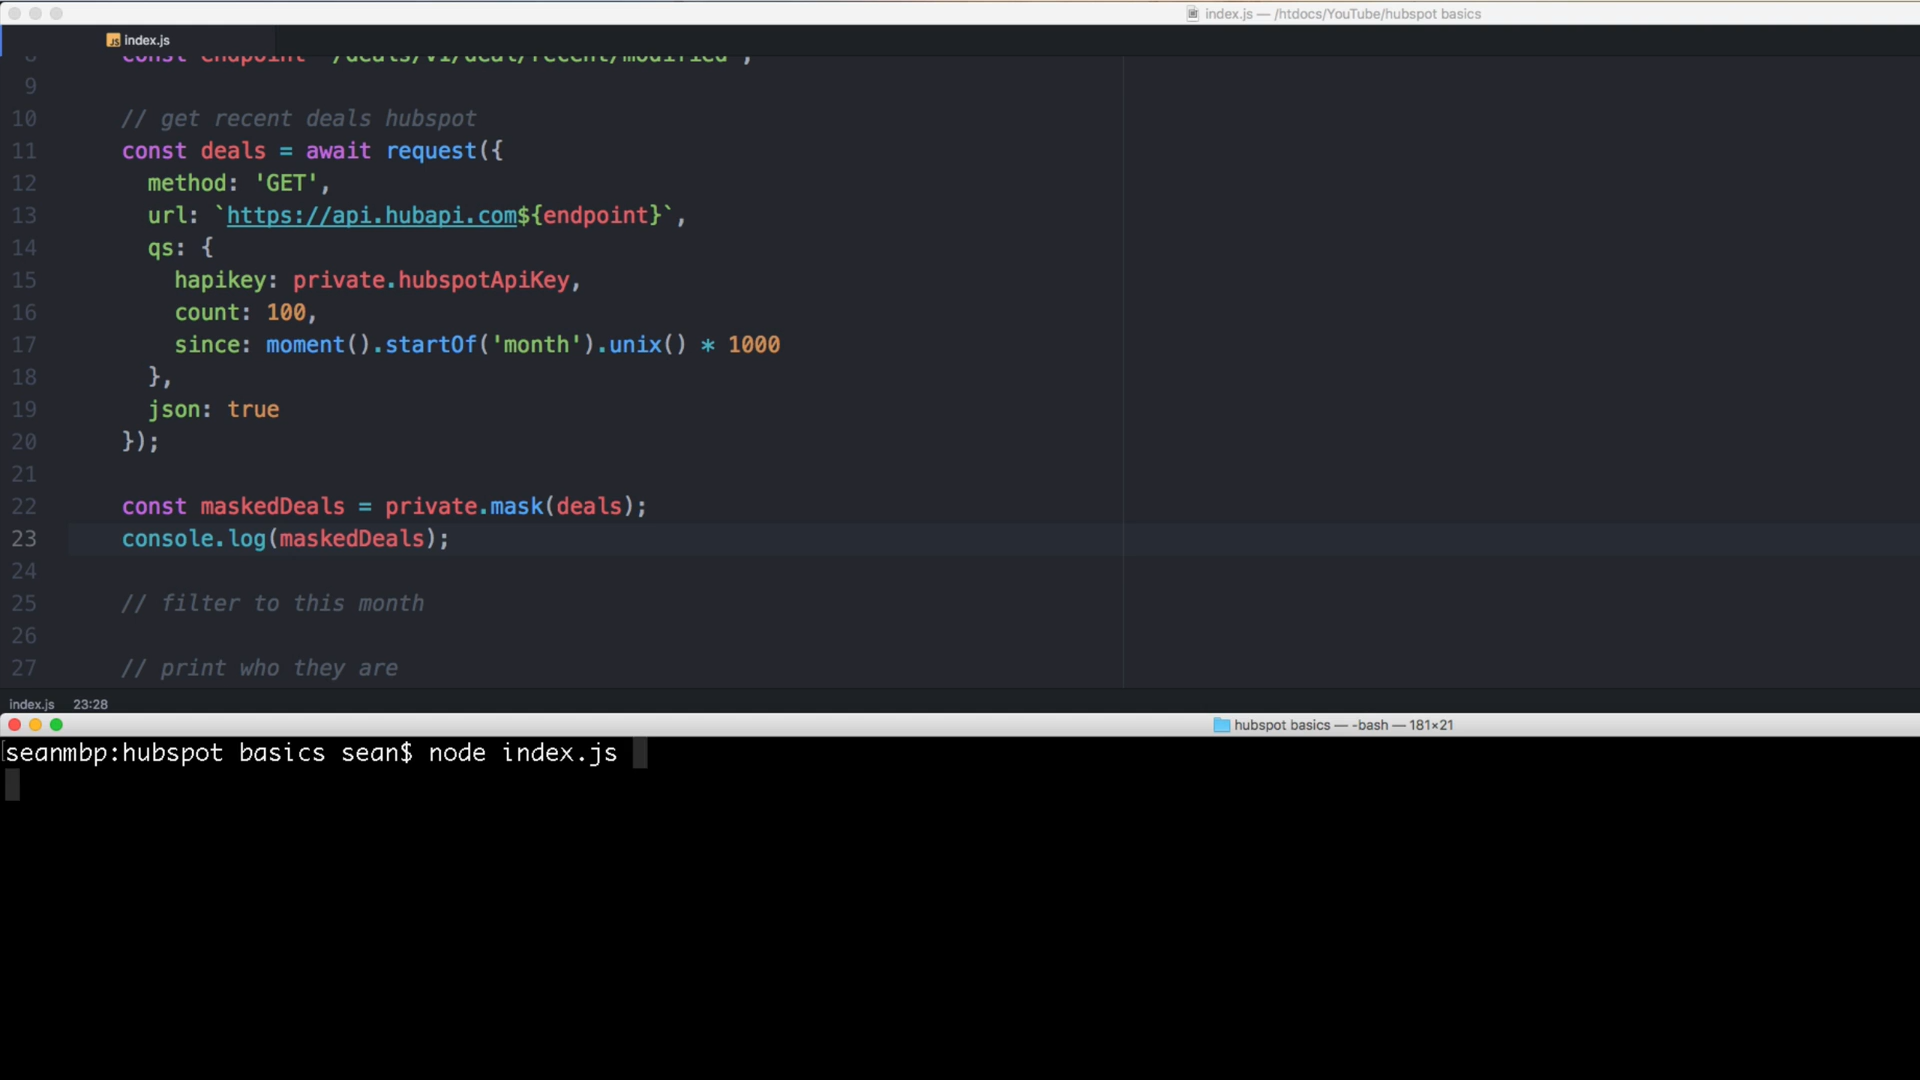 index.js — /htdocs/YouTube/hubspot basics
index.js
8 const endpoint '/deals/v1/deal/recent/modified';
9
10 // get recent deals hubspot
11 const deals = await request({
12 method: 'GET',
13 url: `https://api.hubapi.com${endpoint}`,
14 qs: {
15 hapikey: private.hubspotApiKey,
16 count: 100,
17 since: moment().startOf('month').unix() * 1000
18 },
19 json: true
20 });
21
22 const maskedDeals = private.mask(deals);
23 console.log(maskedDeals);
24
25 // filter to this month
26
27 // print who they are
index.js 23:28
hubspot basics — -bash — 181×21
[seanmbp:hubspot basics sean$ node index.js